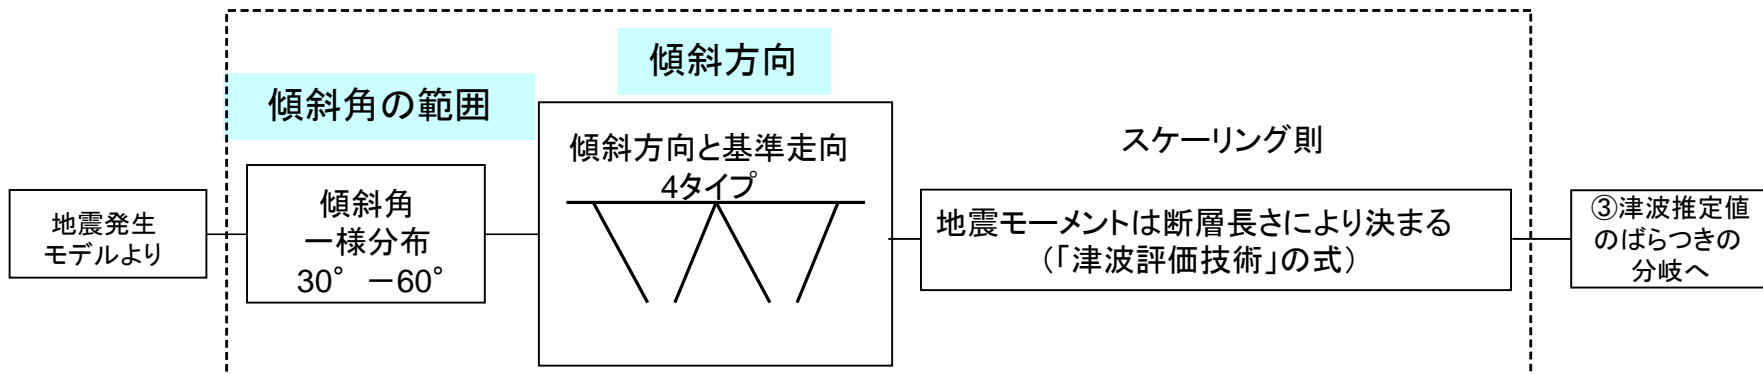 傾斜方向
傾斜角の範囲
地震発生
モデルより
傾斜角
一様分布
30°－60°
傾斜方向と基準走向
4タイプ
スケーリング則
地震モーメントは断層長さにより決まる
（「津波評価技術」の式）
③津波推定値
のばらつきの
分岐へ